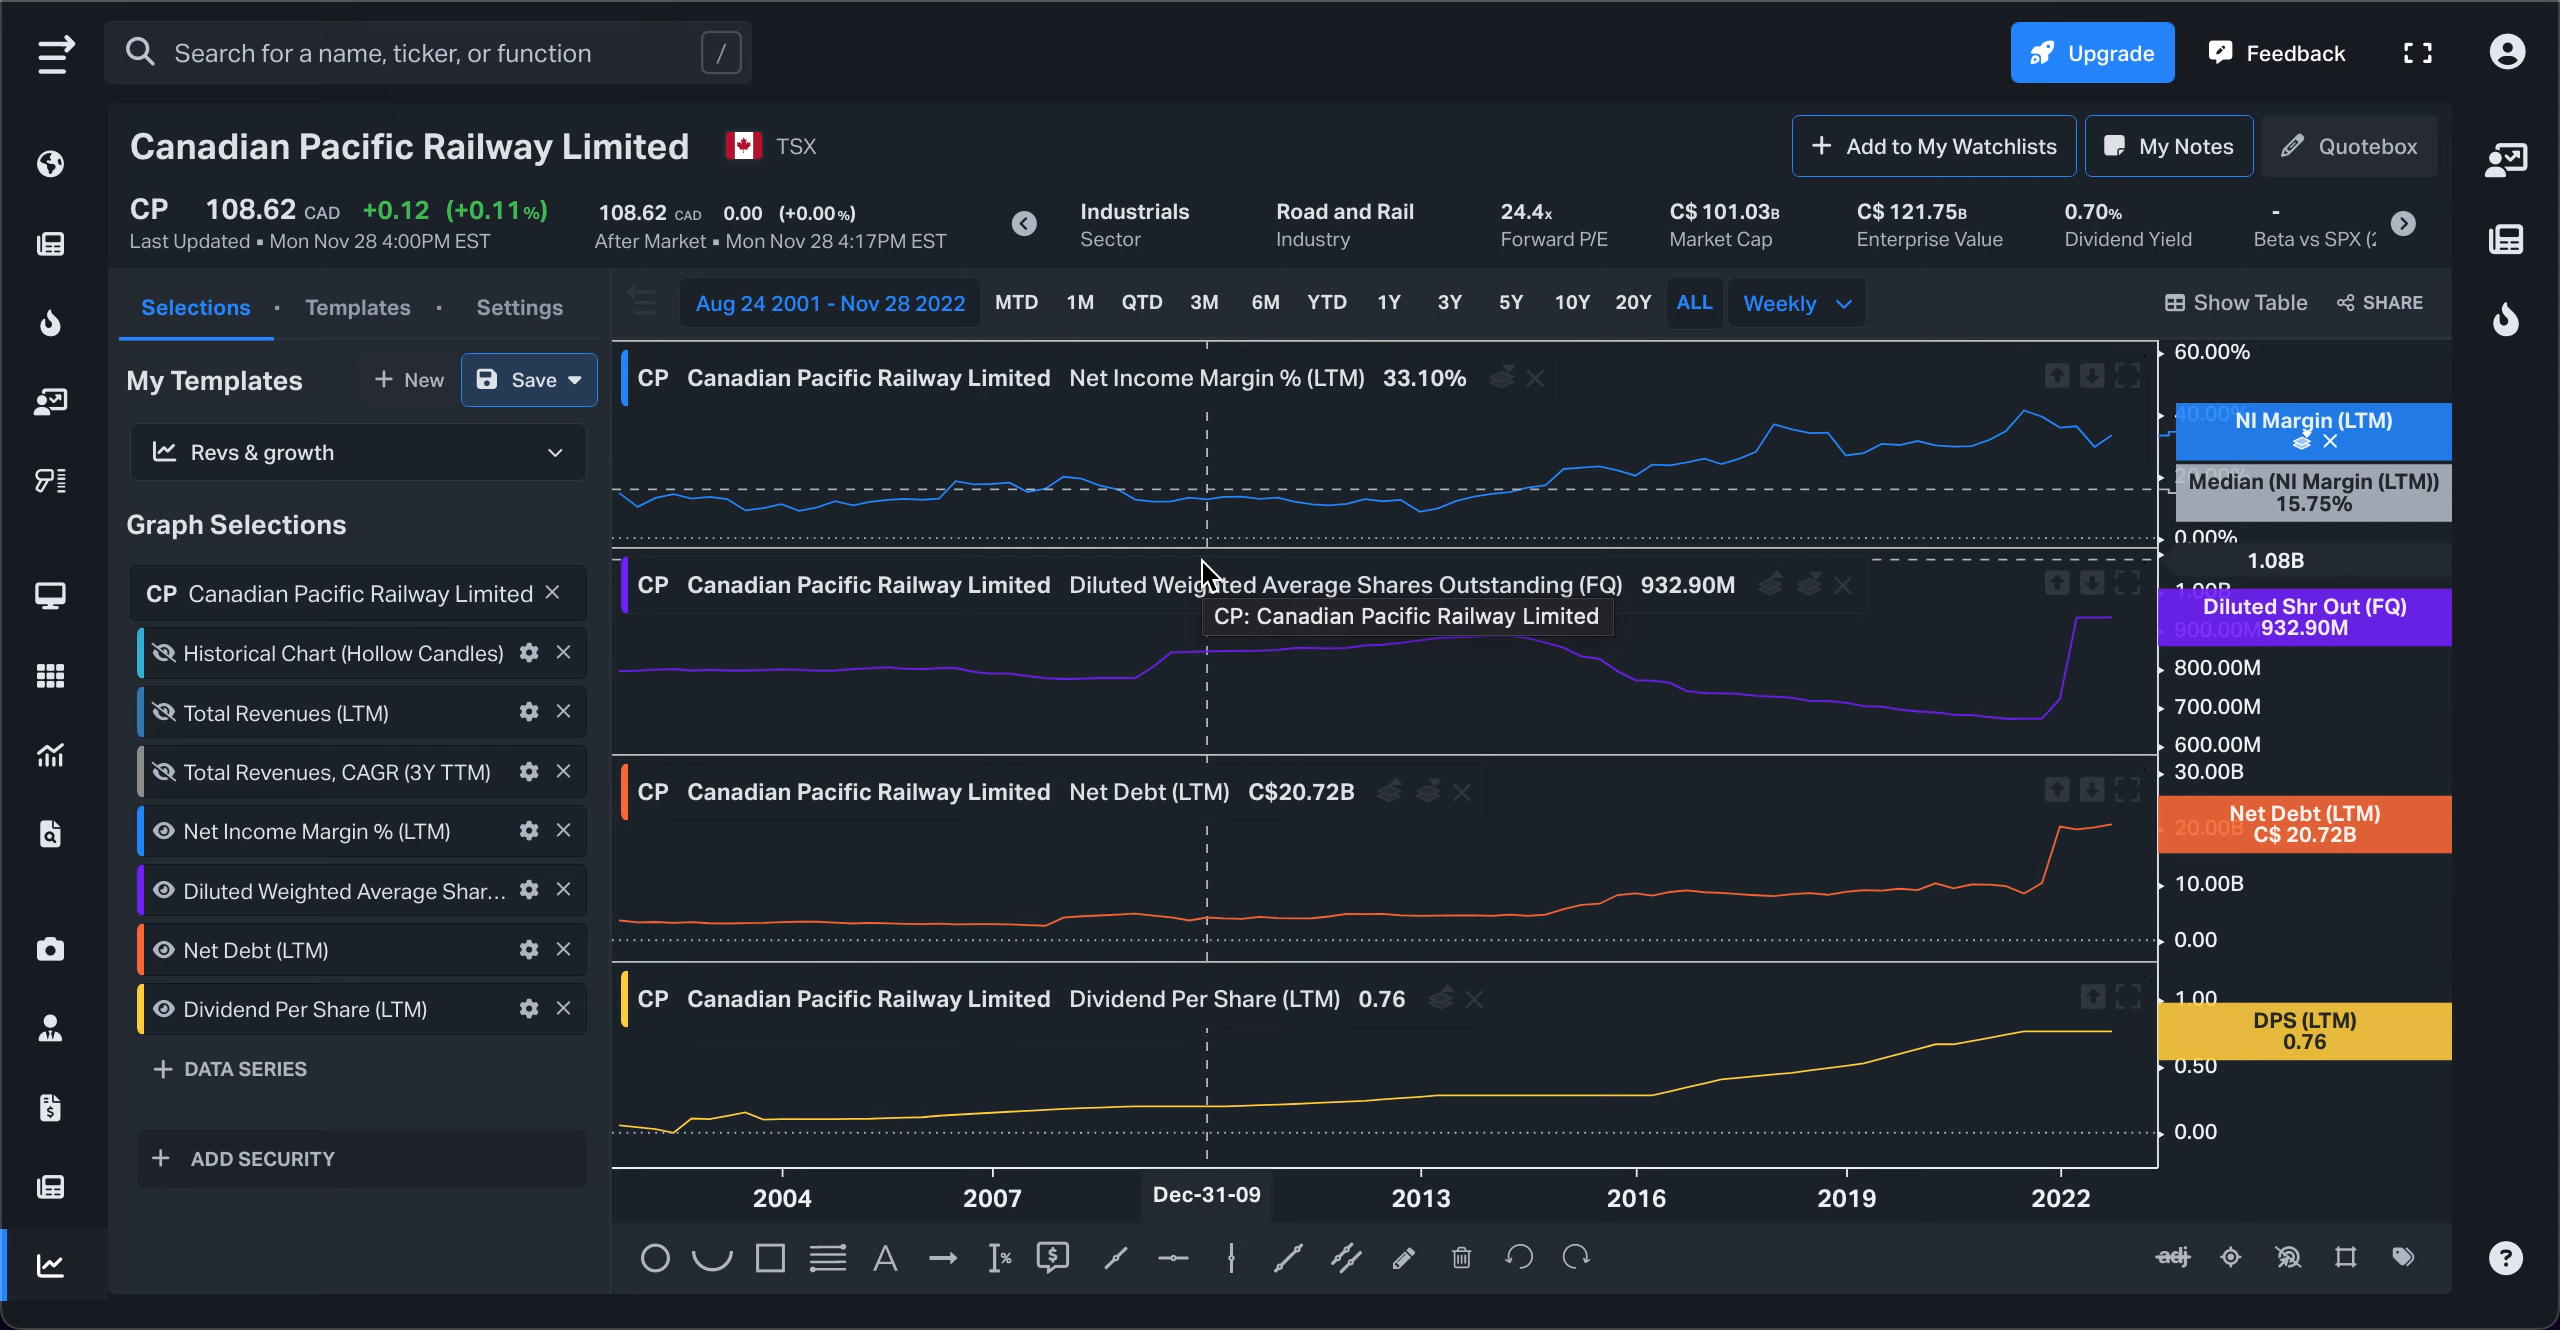 Search for a name, ticker, or function /
Upgrade
Feedback
Canadian Pacific Railway Limited TSX
+ Add to My Watchlists
My Notes
Quotebox
CP 108.62 CAD +0.12 (+0.11%)
Last Updated ▪ Mon Nov 28 4:00PM EST
108.62 CAD 0.00 (+0.00%)
After Market ▪ Mon Nov 28 4:17PM EST
Industrials
Sector
Road and Rail
Industry
24.4x
Forward P/E
C$ 101.03B
Market Cap
C$ 121.75B
Enterprise Value
0.70%
Dividend Yield
-
Beta vs SPX (2
Selections · Templates · Settings
Aug 24 2001 - Nov 28 2022 MTD 1M QTD 3M 6M YTD 1Y 3Y 5Y 10Y 20Y ALL Weekly
Show Table SHARE
My Templates + New Save
Revs & growth
Graph Selections
CP Canadian Pacific Railway Limited
Historical Chart (Hollow Candles)
Total Revenues (LTM)
Total Revenues, CAGR (3Y TTM)
Net Income Margin % (LTM)
Diluted Weighted Average Shar...
Net Debt (LTM)
Dividend Per Share (LTM)
+ DATA SERIES
+ ADD SECURITY
CP Canadian Pacific Railway Limited Net Income Margin % (LTM) 33.10%
60.00%
40.00%
NI Margin (LTM)
20.00%
Median (NI Margin (LTM))
15.75%
0.00%
CP Canadian Pacific Railway Limited Diluted Weighted Average Shares Outstanding (FQ) 932.90M
CP: Canadian Pacific Railway Limited
1.08B
1.00B
Diluted Shr Out (FQ)
900.00M
932.90M
800.00M
700.00M
600.00M
CP Canadian Pacific Railway Limited Net Debt (LTM) C$20.72B
30.00B
Net Debt (LTM)
20.00B
C$ 20.72B
10.00B
0.00
CP Canadian Pacific Railway Limited Dividend Per Share (LTM) 0.76
1.00
DPS (LTM)
0.76
0.50
0.00
2004 2007 Dec-31-09 2013 2016 2019 2022
A
%
$
adj
?